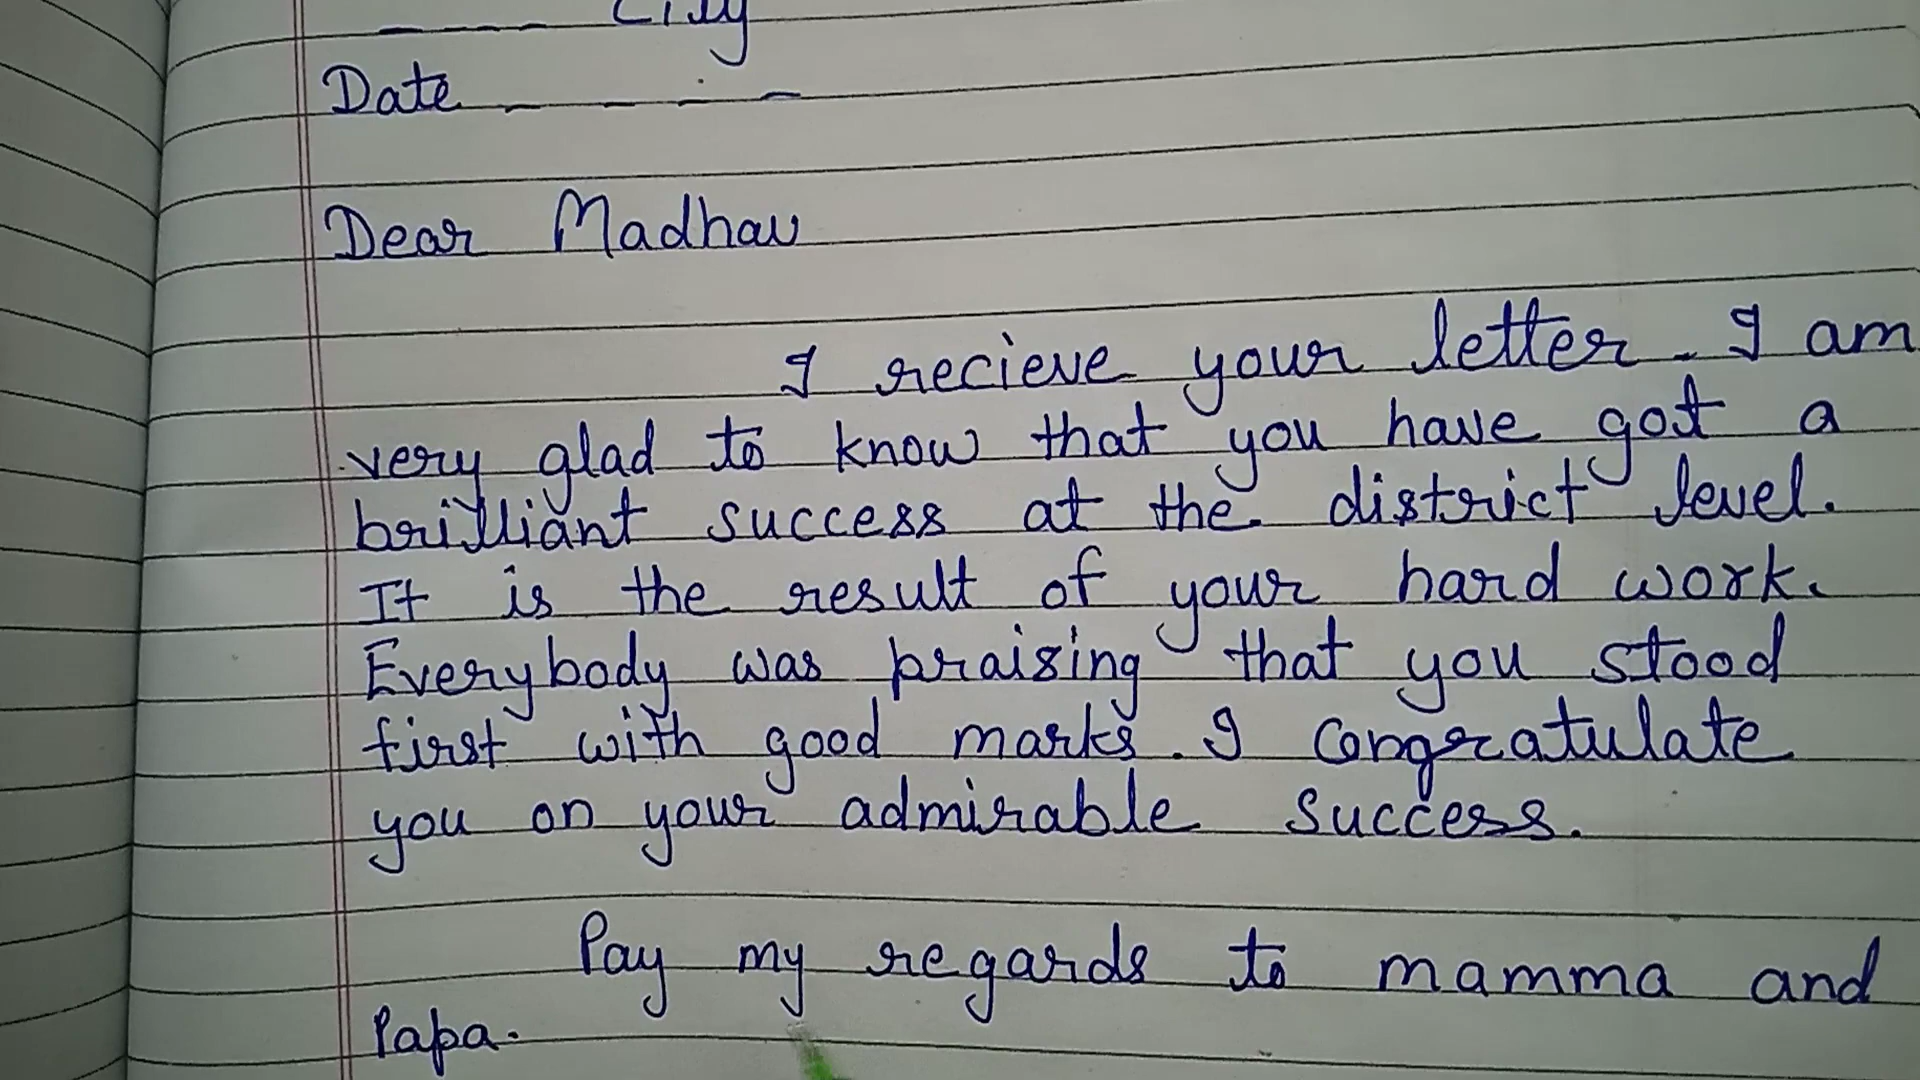 ____ City
Date _ _ _ _
Dear Madhav
I recieve your letter. I am
very glad to know that you have got a
brilliant success at the district level.
It is the result of your hard work.
Everybody was praising that you stood
first with good marks. I Congratulate
you on your admirable success.
Pay my regards to mamma and
Papa.